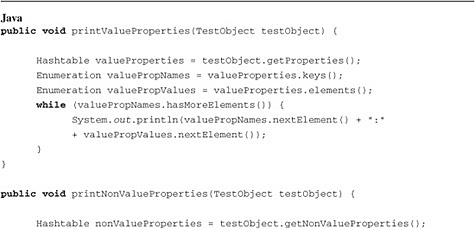 Java
public void printValueProperties(TestObject testObject) {
Hashtable valueProperties = testObject.getProperties();
Enumeration valuePropNames = valueProperties.keys();
Enumeration valuePropValues = valueProperties.elements();
while (valuePropNames.hasMoreElements()) {
System.out.println(valuePropNames.nextElement() + ":"
+ valuePropValues.nextElement());
}
}
public void printNonValueProperties(TestObject testObject) {
Hashtable nonValueProperties = testObject.getNonValueProperties();